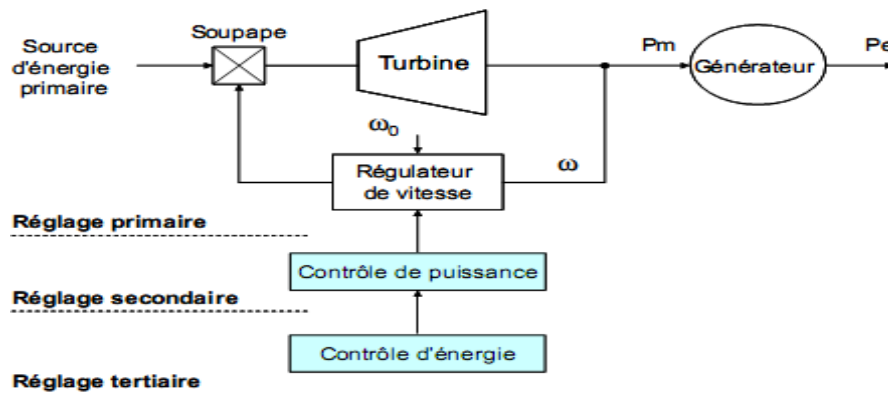 Source
d'énergie
primaire
Soupape
Turbine
Pm
Générateur
Pe
ω0
Régulateur
de vitesse
ω
Réglage primaire
Contrôle de puissance
Réglage secondaire
Contrôle d'énergie
Réglage tertiaire